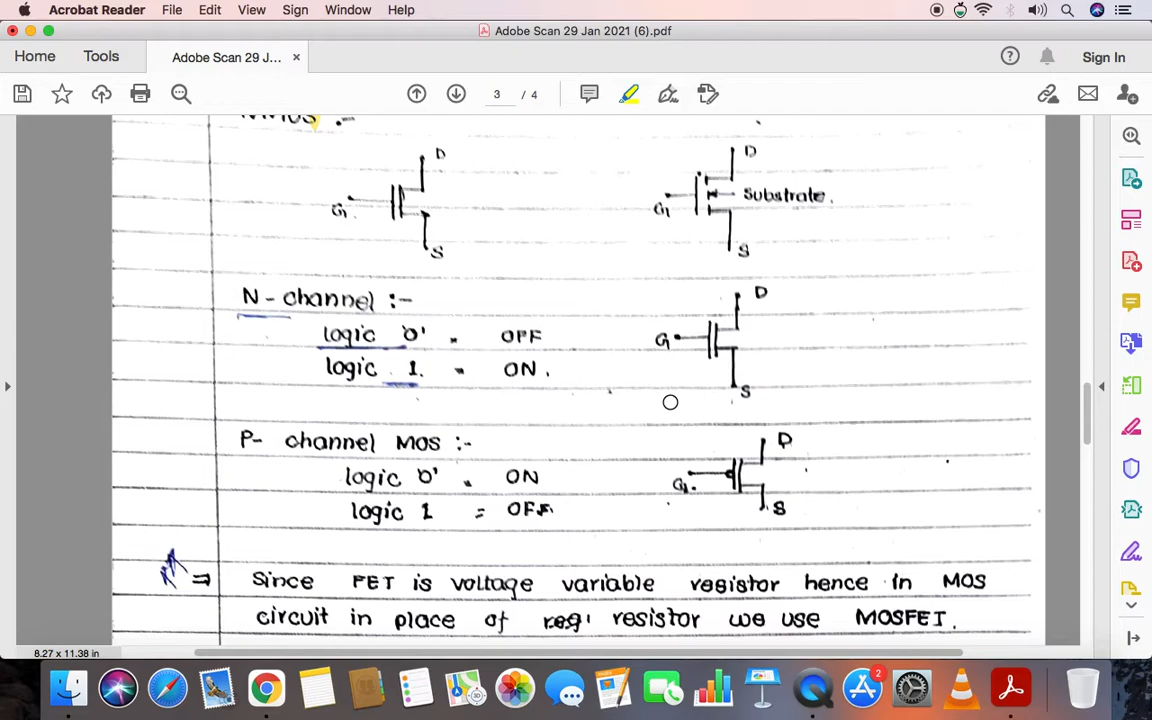 Acrobat Reader File Edit View Sign Window Help
Adobe Scan 29 Jan 2021 (6).pdf
Home Tools Adobe Scan 29 J... × Sign In
3 / 4
NMOS :-
D D
G G Substrate.
S S
N- channel :- D
logic '0' = OFF G
logic 1. = ON.
S
P- channel MOS :- D
logic '0' = ON G
logic 1 = OFF. S
⇒ Since FET is voltage variable resistor hence in MOS
circuit in place of resistor we use MOSFET.
8.27 x 11.38 in
2